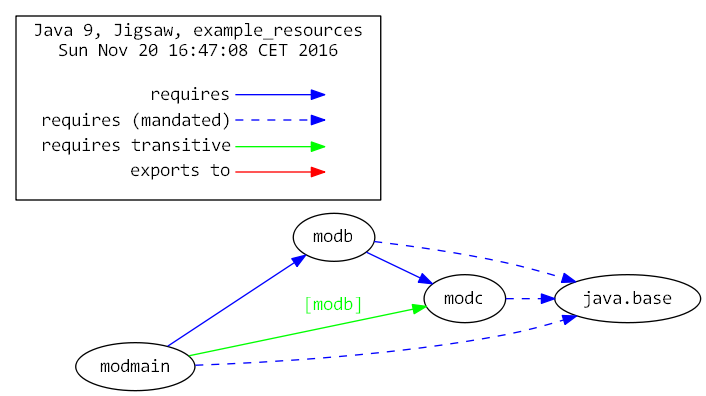 Java 9, Jigsaw, example_resources
Sun Nov 20 16:47:08 CET 2016
requires
requires (mandated)
requires transitive
exports to
modb
modc
java.base
[modb]
modmain